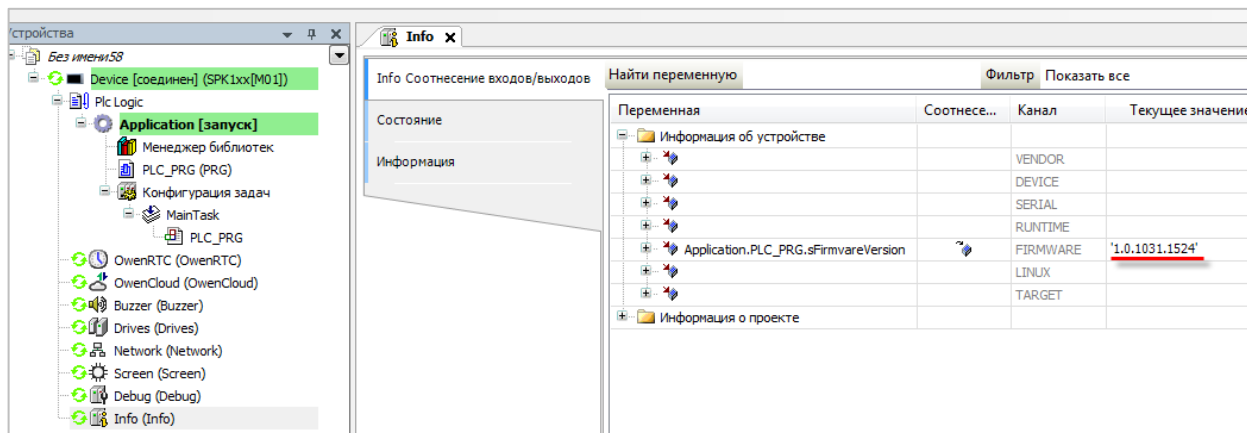 Устройства
Без имени58
Device [соединен] (SPK1xx[M01])
Plc Logic
Application [запуск]
Менеджер библиотек
PLC_PRG (PRG)
Конфигурация задач
MainTask
PLC_PRG
OwenRTC (OwenRTC)
OwenCloud (OwenCloud)
Buzzer (Buzzer)
Drives (Drives)
Network (Network)
Screen (Screen)
Debug (Debug)
Info (Info)
Info
Info Соотнесение входов/выходов
Состояние
Информация
Найти переменную
Фильтр Показать все
Переменная Соотнесе... Канал Текущее значение
Информация об устройстве
VENDOR
DEVICE
SERIAL
RUNTIME
Application.PLC_PRG.sFirmvareVersion FIRMWARE '1.0.1031.1524'
LINUX
TARGET
Информация о проекте